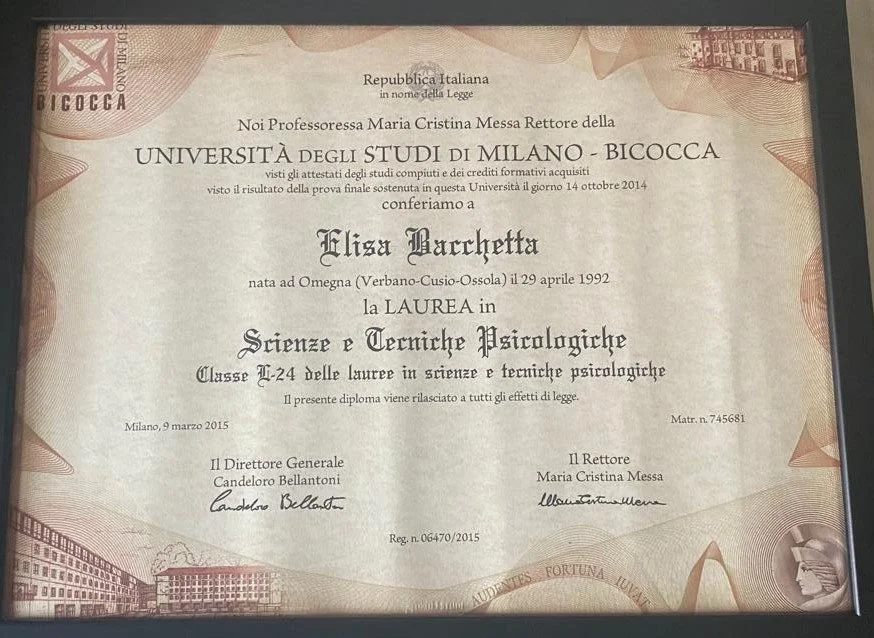 DEGLI STUDI
UNIVERSITÀ
DI MILANO
BICOCCA
Repubblica Italiana
in nome della Legge
Noi Professoressa Maria Cristina Messa Rettore della
UNIVERSITÀ DEGLI STUDI DI MILANO - BICOCCA
visti gli attestati degli studi compiuti e dei crediti formativi acquisiti
visto il risultato della prova finale sostenuta in questa Università il giorno 14 ottobre 2014
conferiamo a
Elisa Bacchetta
nata ad Omegna (Verbano-Cusio-Ossola) il 29 aprile 1992
la LAUREA in
Scienze e Tecniche Psicologiche
Classe L-24 delle lauree in scienze e tecniche psicologiche
Il presente diploma viene rilasciato a tutti gli effetti di legge.
Milano, 9 marzo 2015
Matr. n. 745681
Il Direttore Generale
Candeloro Bellantoni
Candeloro Bellantoni
Il Rettore
Maria Cristina Messa
Maria Cristina Messa
Reg. n. 06470/2015
AUDENTES FORTUNA IUVAT